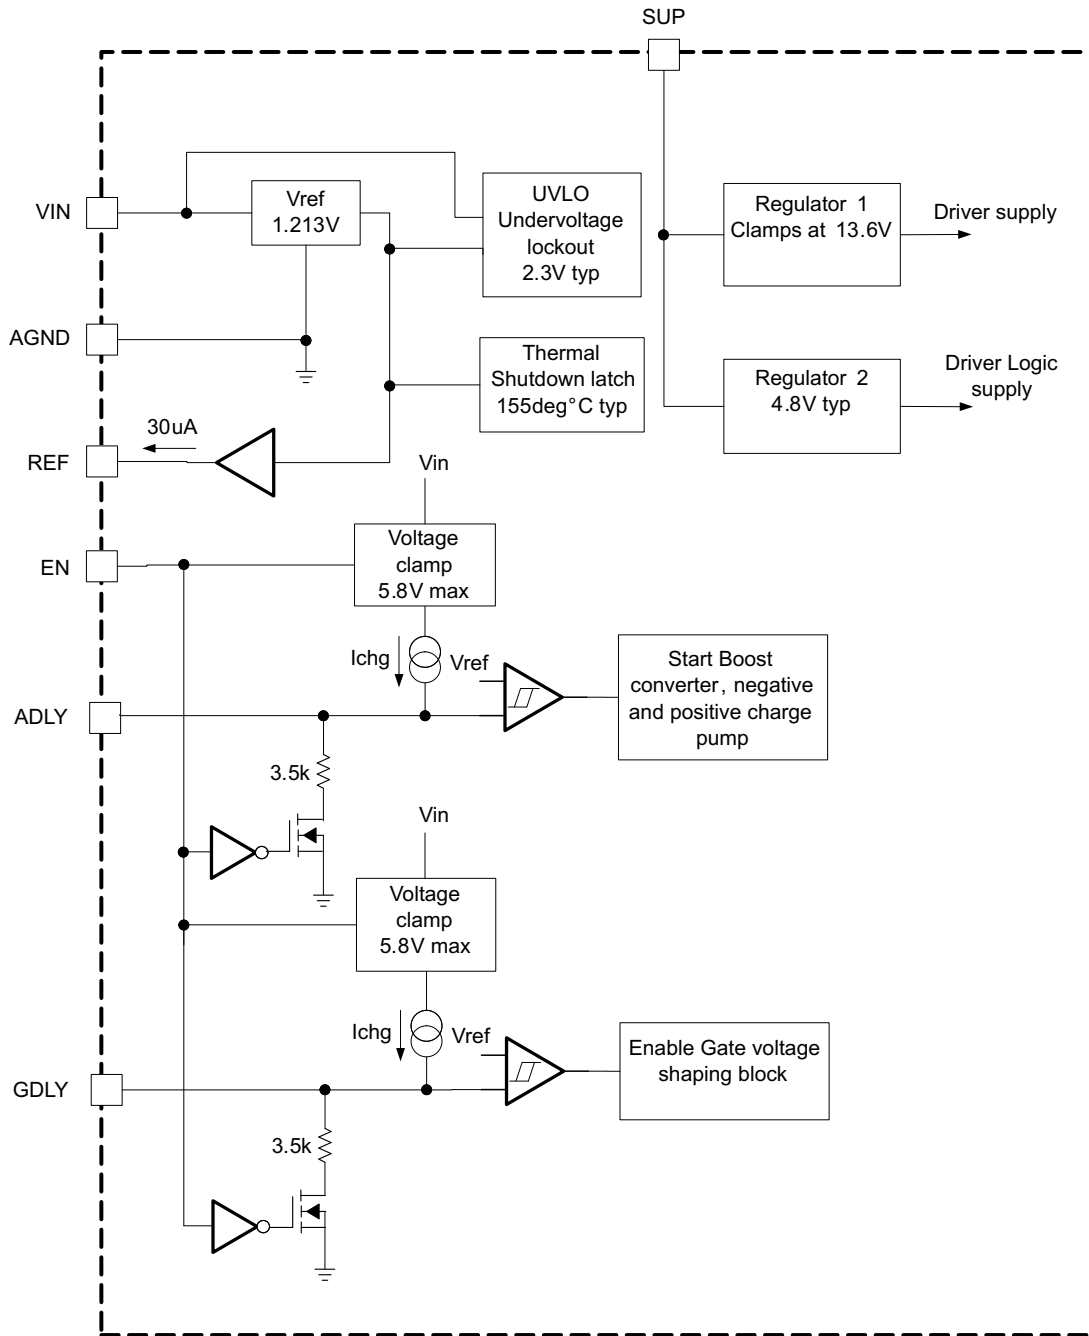 SUP
VIN
Vref
1.213V
UVLO
Undervoltage
lockout
2.3V typ
Regulator 1
Clamps at 13.6V
Driver supply
AGND
Thermal
Shutdown latch
155deg°C typ
Regulator 2
4.8V typ
Driver Logic
supply
30uA
REF
Vin
EN
Voltage
clamp
5.8V max
Ichg
Vref
Start Boost
converter, negative
and positive charge
pump
ADLY
3.5k
Vin
Voltage
clamp
5.8V max
Ichg
Vref
Enable Gate voltage
shaping block
GDLY
3.5k